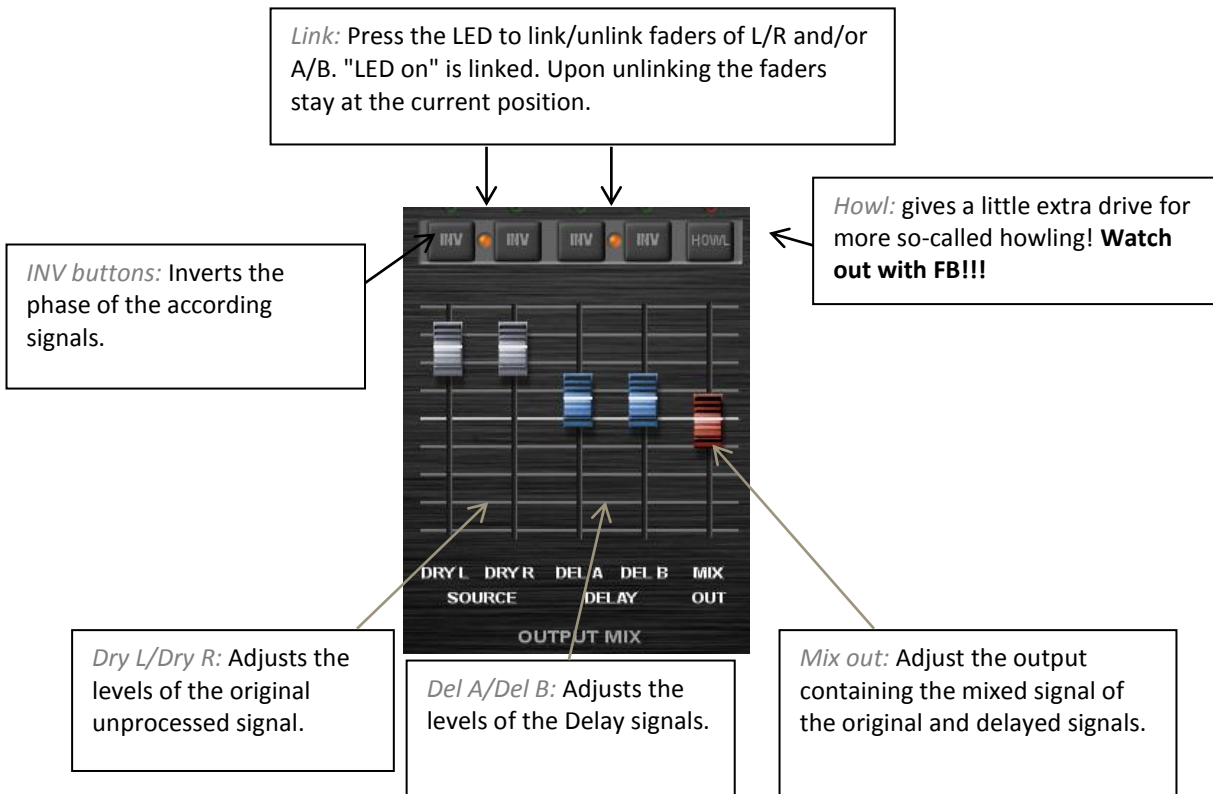 Link: Press the LED to link/unlink faders of L/R and/or
A/B. "LED on" is linked. Upon unlinking the faders
stay at the current position.
Howl: gives a little extra drive for
more so-called howling! Watch
out with FB!!!
INV buttons: Inverts the
phase of the according
signals.
INV INV INV INV HOWL
DRY L DRY R DEL A DEL B MIX
SOURCE DELAY OUT
OUTPUT MIX
Dry L/Dry R: Adjusts the
levels of the original
unprocessed signal.
Del A/Del B: Adjusts the
levels of the Delay signals.
Mix out: Adjust the output
containing the mixed signal of
the original and delayed signals.